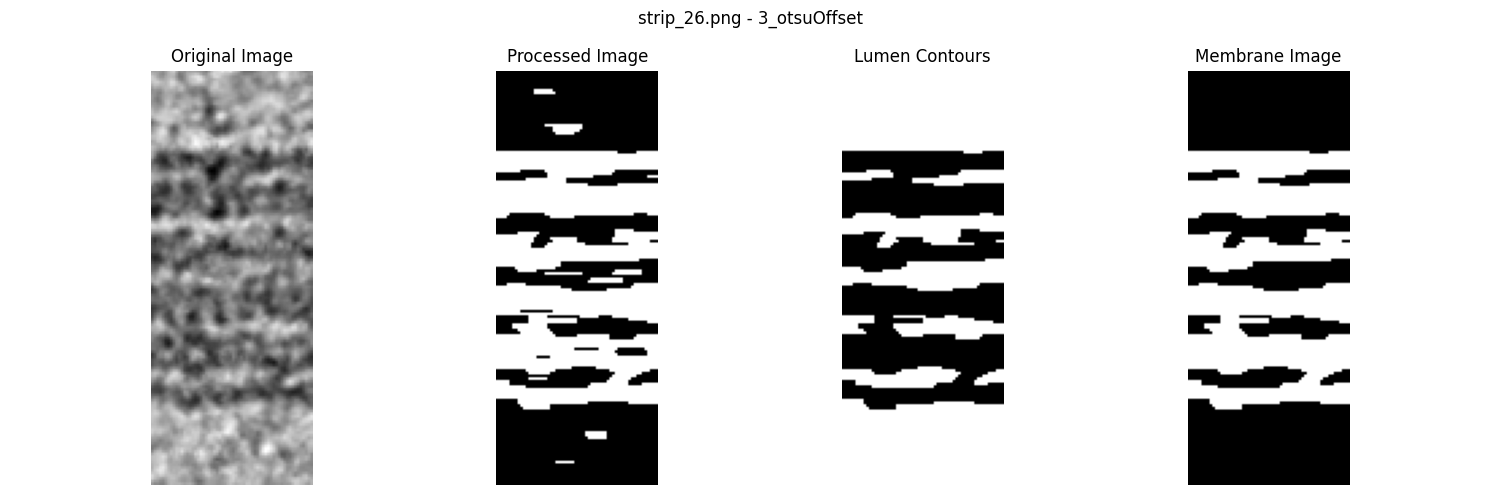 strip_26.png - 3_otsuOffset
Original Image
Processed Image
Lumen Contours
Membrane Image